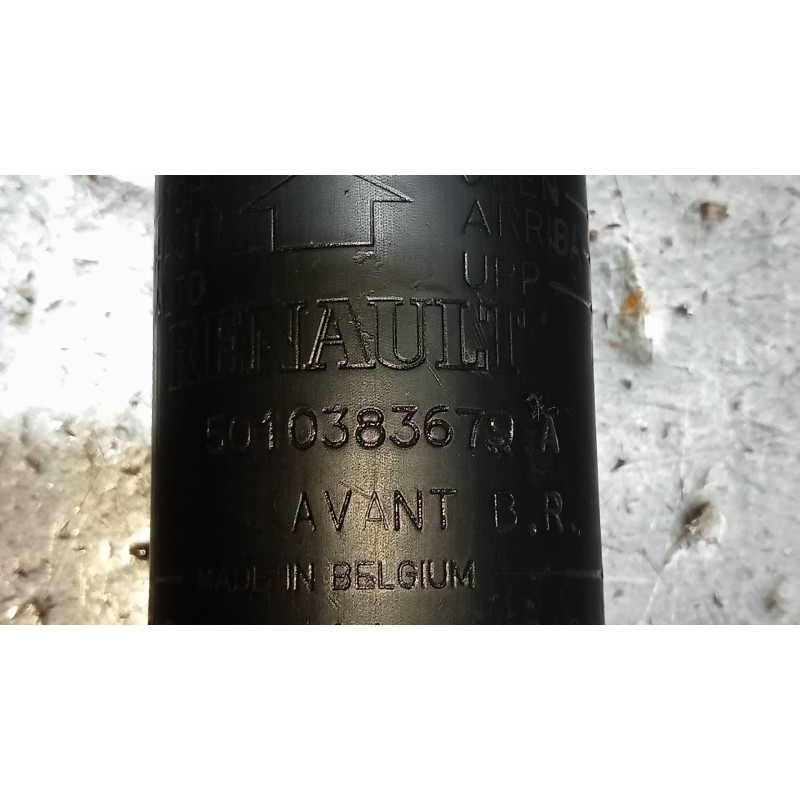 ARRIBA
UPP
RENAULT
5010383679 A
AVANT B.R.
MADE IN BELGIUM